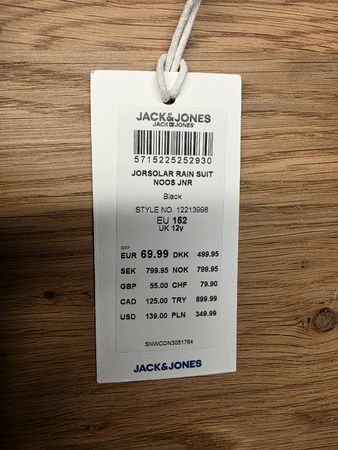 JACK&JONES
JACK&JONES
5715225252930
JORSOLAR RAIN SUIT
NOOS JNR
Black
STYLE NO. 12213998
EU 152
UK 12y
RRP
EUR 69.99 DKK 499.95
SEK 799.95 NOK 799.95
GBP 55.00 CHF 79.90
CAD 125.00 TRY 899.99
USD 139.00 PLN 349.99
SNWCDN3051764
JACK&JONES